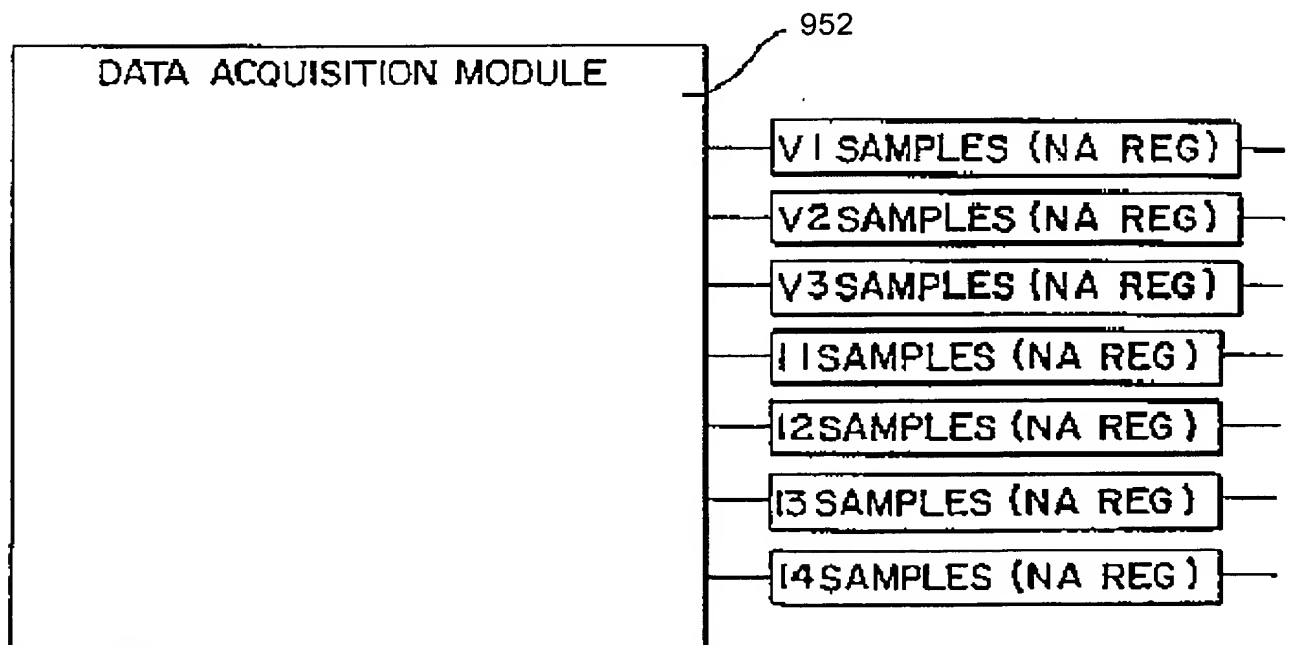 952
DATA ACQUISITION MODULE
V1 SAMPLES (NA REG)
V2 SAMPLES (NA REG)
V3 SAMPLES (NA REG)
I1 SAMPLES (NA REG)
I2 SAMPLES (NA REG)
I3 SAMPLES (NA REG)
I4 SAMPLES (NA REG)